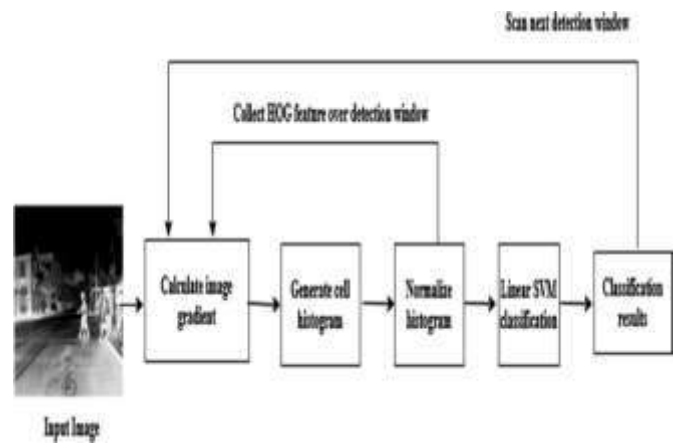 Scan next detection window
Collect HOG feature over detection window
Calculate image
gradient
Generate cell
histogram
Normalize
histogram
Linear SVM
classification
Classification
results
Input Image